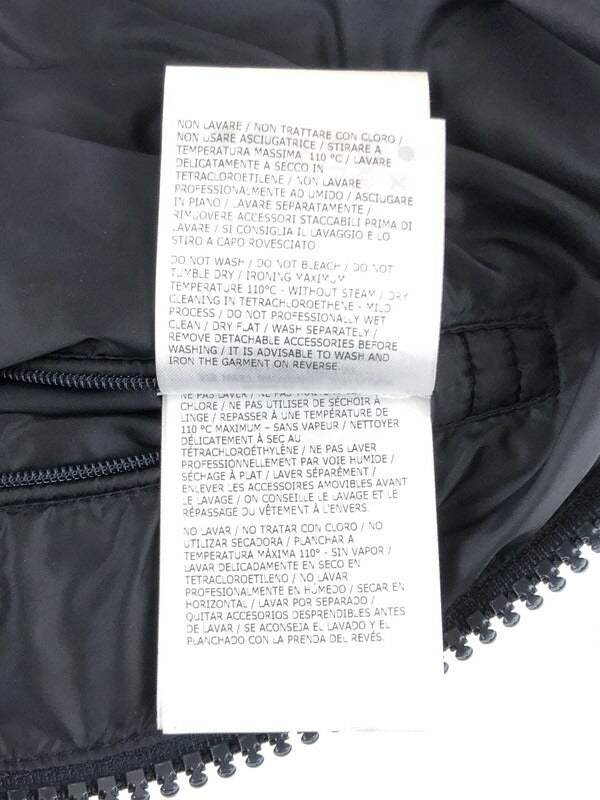 NON LAVARE / NON TRATTARE CON CLORO /
NON USARE ASCIUGATRICE / STIRARE A
TEMPERATURA MASSIMA 110 °C / LAVARE
DELICATAMENTE A SECCO IN
TETRACLOROETILENE / NON LAVARE
PROFESSIONALMENTE AD UMIDO / ASCIUGARE
IN PIANO / LAVARE SEPARATAMENTE /
RIMUOVERE ACCESSORI STACCABILI PRIMA DI
LAVARE / SI CONSIGLIA IL LAVAGGIO E LO
STIRO A CAPO ROVESCIATO
DO NOT WASH / DO NOT BLEACH / DO NOT
TUMBLE DRY / IRONING MAXIMUM
TEMPERATURE 110°C - WITHOUT STEAM / DRY
CLEANING IN TETRACHLOROETHENE - MILD
PROCESS / DO NOT PROFESSIONALLY WET
CLEAN / DRY FLAT / WASH SEPARATELY /
REMOVE DETACHABLE ACCESSORIES BEFORE
WASHING / IT IS ADVISABLE TO WASH AND
IRON THE GARMENT ON REVERSE.
NE PAS LAVER / NE PAS
CHLORE / NE PAS UTILISER DE SÉCHOIR À
LINGE / REPASSER À UNE TEMPÉRATURE DE
110 °C MAXIMUM - SANS VAPEUR / NETTOYER
DÉLICATEMENT À SEC AU
TÉTRACHLOROÉTHYLÈNE / NE PAS LAVER
PROFESSIONNELLEMENT PAR VOIE HUMIDE /
SÉCHAGE À PLAT / LAVER SÉPARÉMENT /
ENLEVER LES ACCESSOIRES AMOVIBLES AVANT
LE LAVAGE / ON CONSEILLE LE LAVAGE ET LE
RÉPASSAGE DU VÊTEMENT À L'ENVERS.
NO LAVAR / NO TRATAR CON CLORO / NO
UTILIZAR SECADORA / PLANCHAR A
TEMPERATURA MÁXIMA 110° - SIN VAPOR /
LAVAR DELICADAMENTE EN SECO EN
TETRACLOROETILENO / NO LAVAR
PROFESIONALMENTE EN HÚMEDO / SECAR EN
HORIZONTAL / LAVAR POR SEPARADO /
QUITAR ACCESORIOS DESPRENDIBLES ANTES
DE LAVAR / SE ACONSEJA EL LAVADO Y EL
PLANCHADO CON LA PRENDA DEL REVÉS.